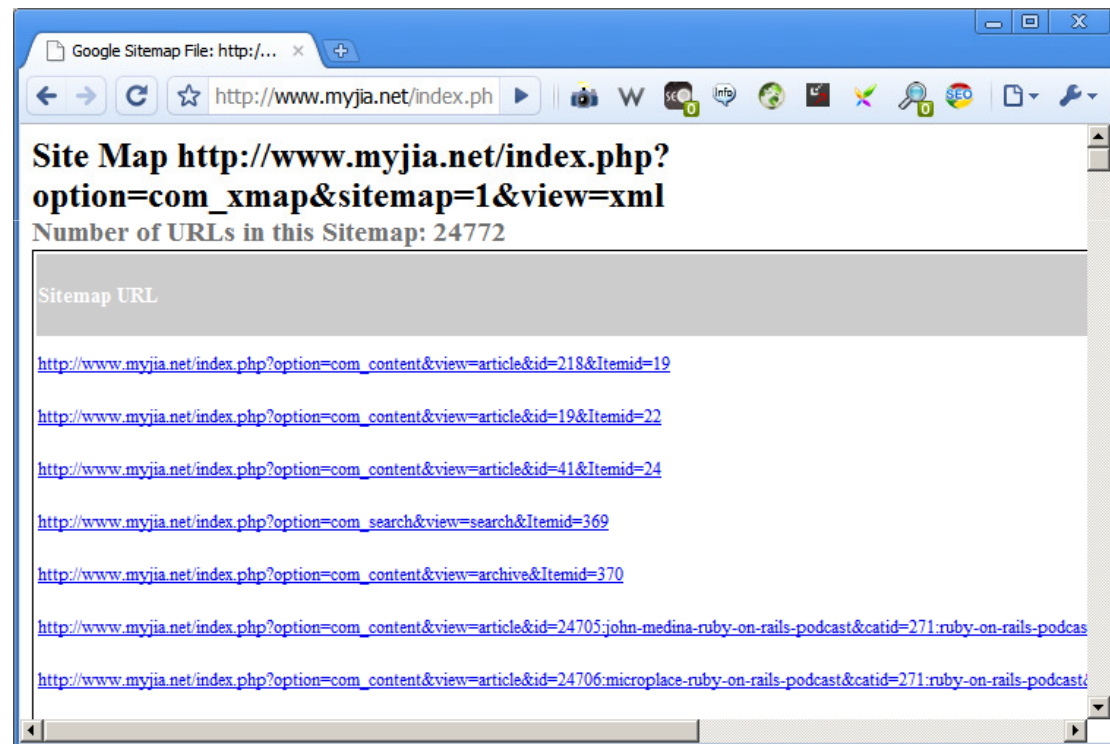 Google Sitemap File: http:/...
http://www.myjia.net/index.ph
W
SEO
0
Info
0
SEO
Site Map http://www.myjia.net/index.php?
option=com_xmap&sitemap=1&view=xml
Number of URLs in this Sitemap: 24772
Sitemap URL
http://www.myjia.net/index.php?option=com_content&view=article&id=218&Itemid=19
http://www.myjia.net/index.php?option=com_content&view=article&id=19&Itemid=22
http://www.myjia.net/index.php?option=com_content&view=article&id=41&Itemid=24
http://www.myjia.net/index.php?option=com_search&view=search&Itemid=369
http://www.myjia.net/index.php?option=com_content&view=archive&Itemid=370
http://www.myjia.net/index.php?option=com_content&view=article&id=24705:john-medina-ruby-on-rails-podcast&catid=271:ruby-on-rails-podcas
http://www.myjia.net/index.php?option=com_content&view=article&id=24706:microplace-ruby-on-rails-podcast&catid=271:ruby-on-rails-podcast&